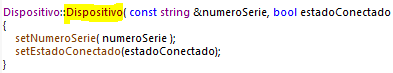 Dispositivo::Dispositivo( const string &numeroSerie, bool estadoConectado
{
setNumeroSerie( numeroSerie );
setEstadoConectado(estadoConectado);
}